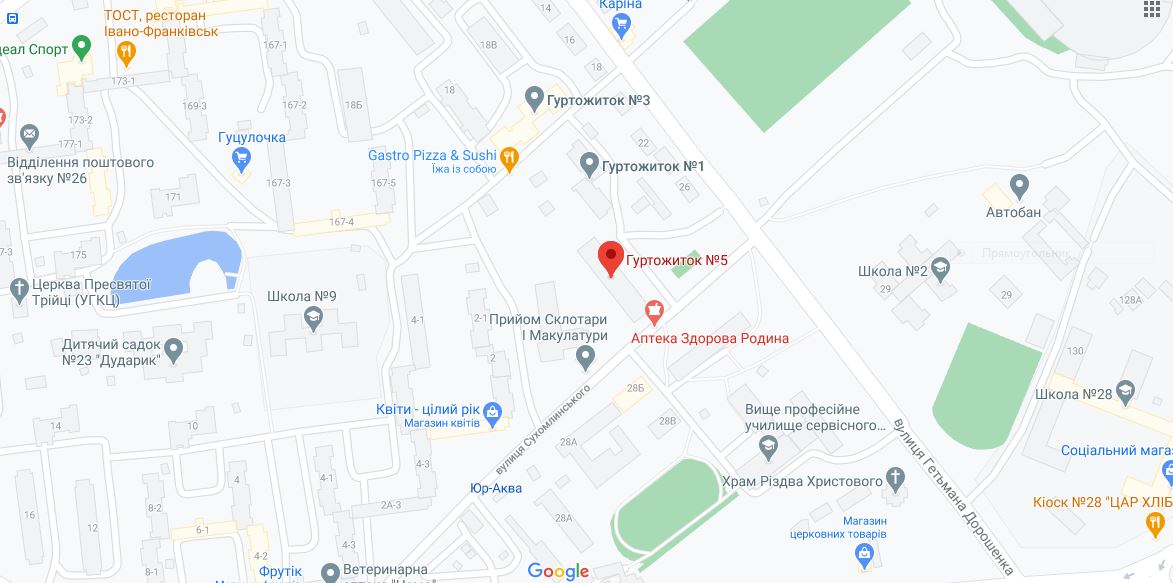 ТОСТ, ресторан
Івано-Франківськ
Каріна
деал Спорт
173-1
167-1
14
16
18В
18
18
169-3
167-2
18Б
173-2
177-1
Гуртожиток №3
22
Гуцулочка
Відділення поштового
зв'язку №26
Gastro Pizza & Sushi
Їжа із собою
Гуртожиток №1
26
167-3
167-5
171
167-4
Автобан
175
Гуртожиток №5
Прямоугольник
Школа №2
29
29
128А
Церква Пресвятої
Трійці (УГКЦ)
Школа №9
4-1
2-1
Прийом Склотари
І Макулатури
Аптека Здорова Родина
Дитячий садок
№23 "Дударик"
2
130
28Б
Школа №28
Квіти - цілий рік
Магазин квітів
вулиця Сухомлинського
28В
Вище професійне
училище сервісного...
вулиця Гетьмана Дорошенка
14
10
28А
Соціальний мага
4-3
4
4-2
Юр-Аква
Храм Різдва Христового
16
12
8-2
2А-3
28А
Кіоск №28 "ЦАР ХЛІБ
6-1
Магазин
церковних товарів
4-3
8-1
Фрутік
Ветеринарна
Google